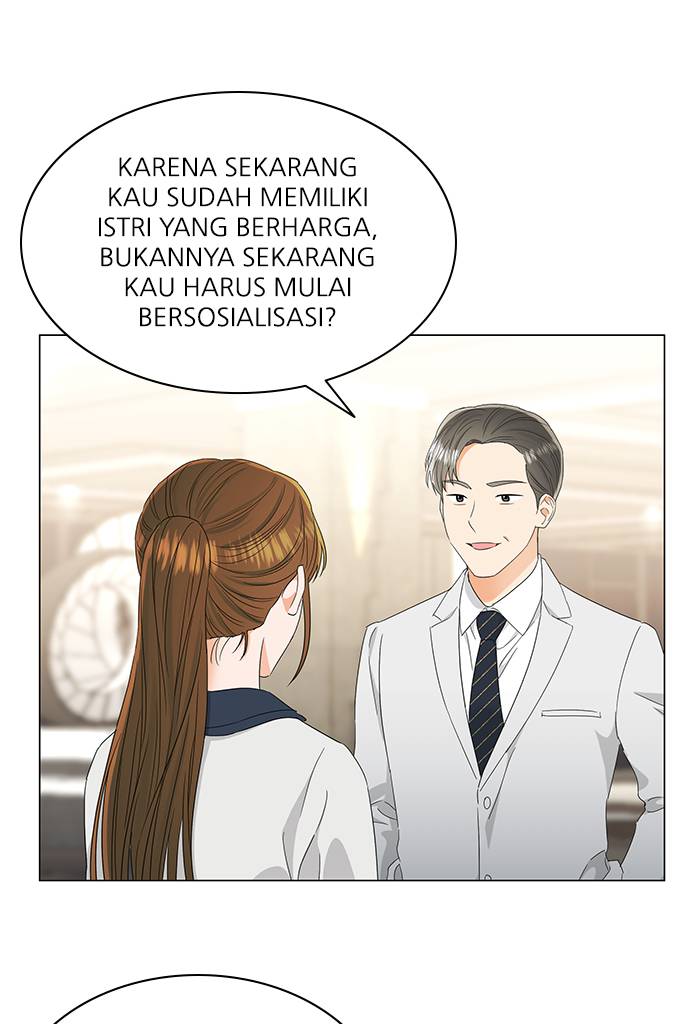 KARENA SEKARANG
KAU SUDAH MEMILIKI
ISTRI YANG BERHARGA,
BUKANNYA SEKARANG
KAU HARUS MULAI
BERSOSIALISASI?